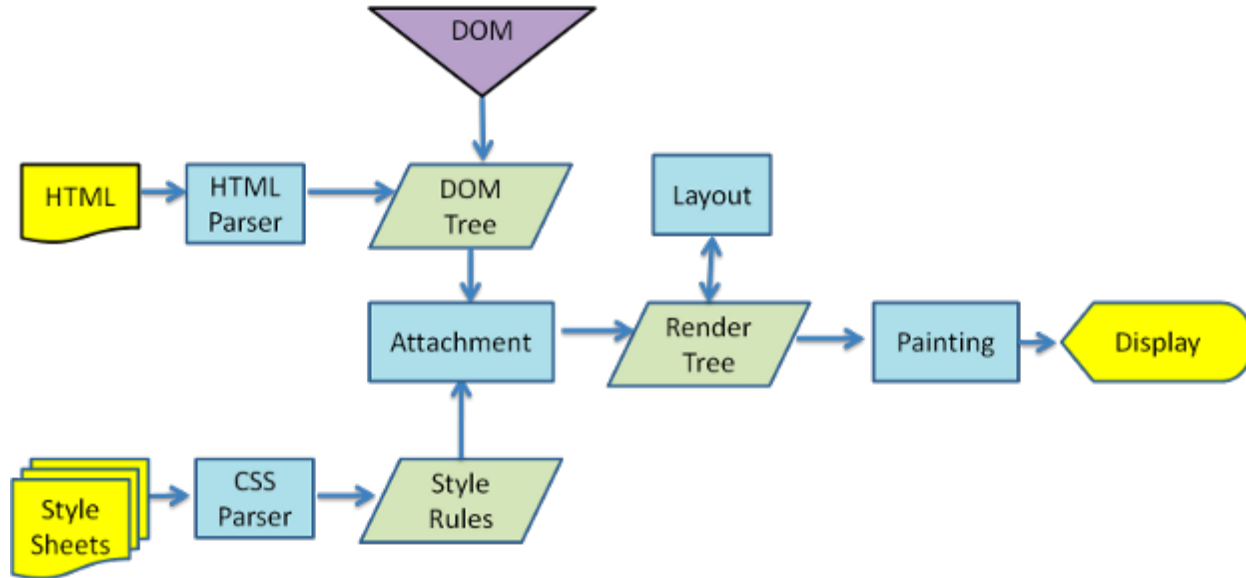 DOM
HTML
HTML
Parser
DOM
Tree
Layout
Attachment
Render
Tree
Painting
Display
Style
Sheets
CSS
Parser
Style
Rules